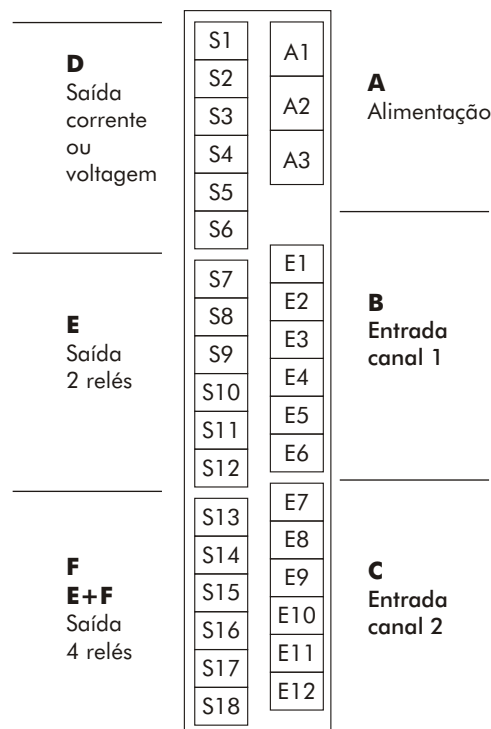 D
Saída
corrente
ou
voltagem
E
Saída
2 relés
F
E+F
Saída
4 relés
S1
S2
S3
S4
S5
S6
S7
S8
S9
S10
S11
S12
S13
S14
S15
S16
S17
S18
A1
A2
A3
E1
E2
E3
E4
E5
E6
E7
E8
E9
E10
E11
E12
A
Alimentação
B
Entrada
canal 1
C
Entrada
canal 2